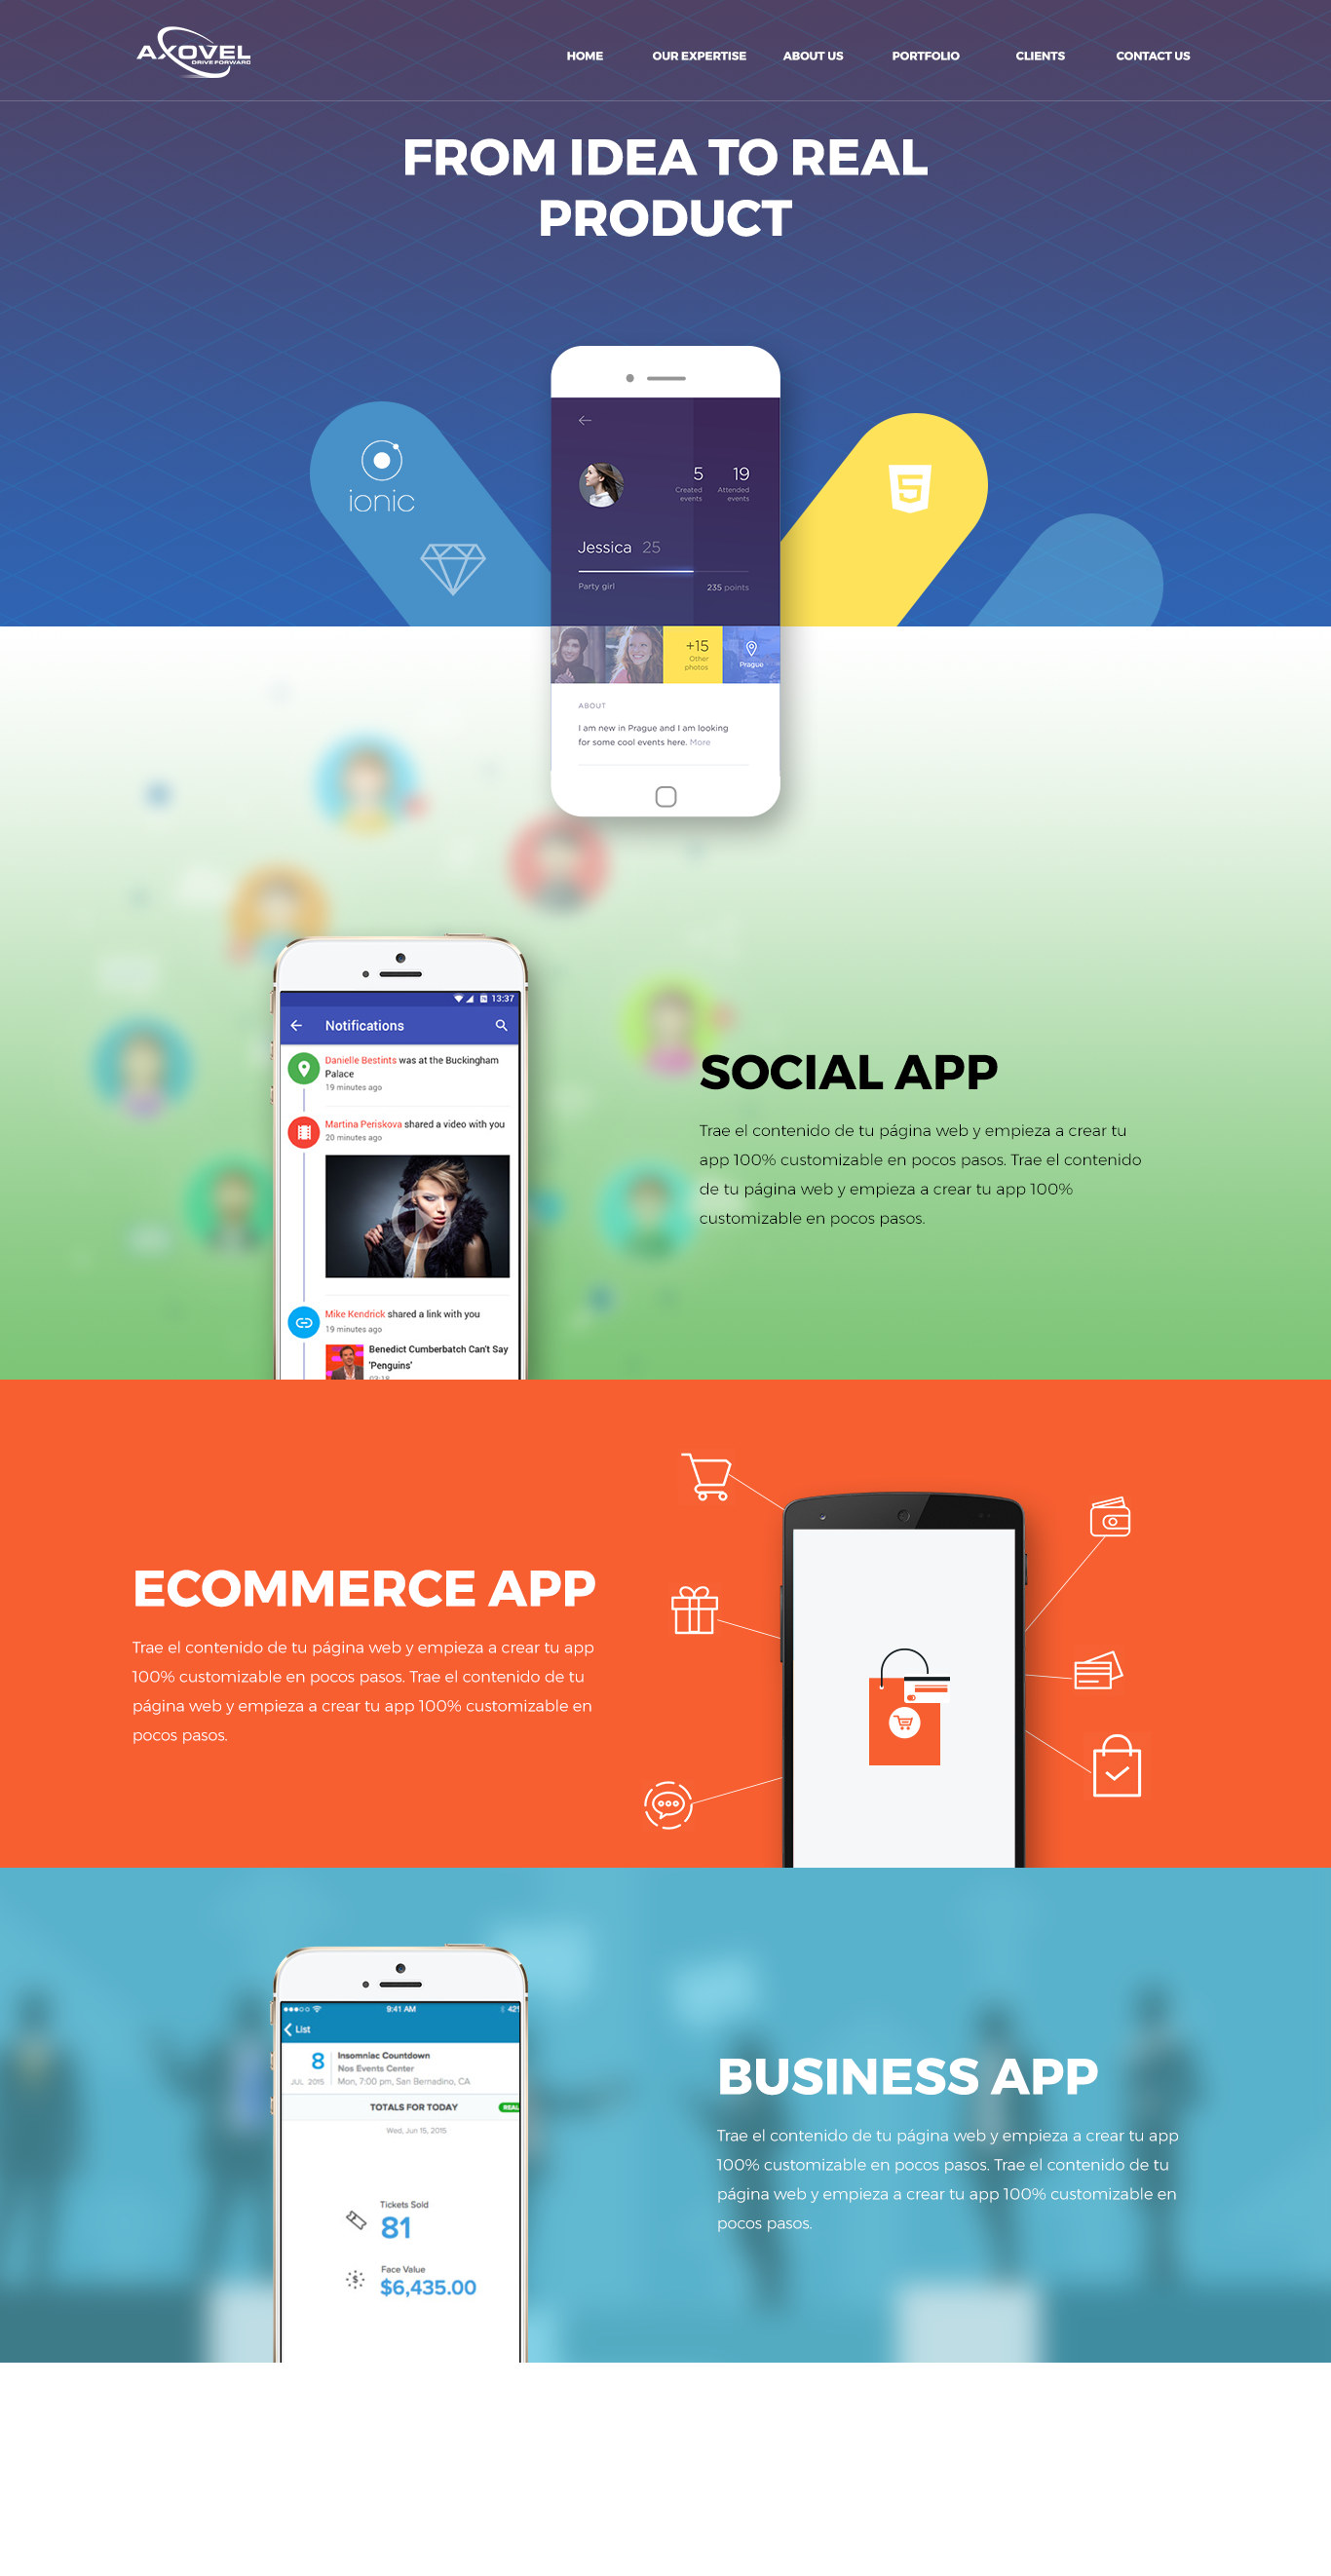 AXOVEL
DRIVE FORWARD
HOME OUR EXPERTISE ABOUT US PORTFOLIO CLIENTS CONTACT US
FROM IDEA TO REAL
PRODUCT
ionic
5 19
Created events Attended events
Jessica 25
Party girl 235 points
+15
Other
photos
Prague
ABOUT
I am new in Prague and I am looking
for some cool events here. More
13:37
Notifications
Danielle Bestints was at the Buckingham
Palace
19 minutes ago
Martina Periskova shared a video with you
20 minutes ago
Mike Kendrick shared a link with you
19 minutes ago
Benedict Cumberbatch Can't Say
'Penguins'
03:18
SOCIAL APP
Trae el contenido de tu página web y empieza a crear tu
app 100% customizable en pocos pasos. Trae el contenido
de tu página web y empieza a crear tu app 100%
customizable en pocos pasos.
ECOMMERCE APP
Trae el contenido de tu página web y empieza a crear tu app
100% customizable en pocos pasos. Trae el contenido de tu
página web y empieza a crear tu app 100% customizable en
pocos pasos.
9:41 AM 42
List
8 Insomniac Countdown
Nos Events Center
JUL 2015 Mon, 7:00 pm, San Bernadino, CA
TOTALS FOR TODAY REAL
Wed, Jun 15, 2015
Tickets Sold
81
Face Value
$6,435.00
BUSINESS APP
Trae el contenido de tu página web y empieza a crear tu app
100% customizable en pocos pasos. Trae el contenido de tu
página web y empieza a crear tu app 100% customizable en
pocos pasos.